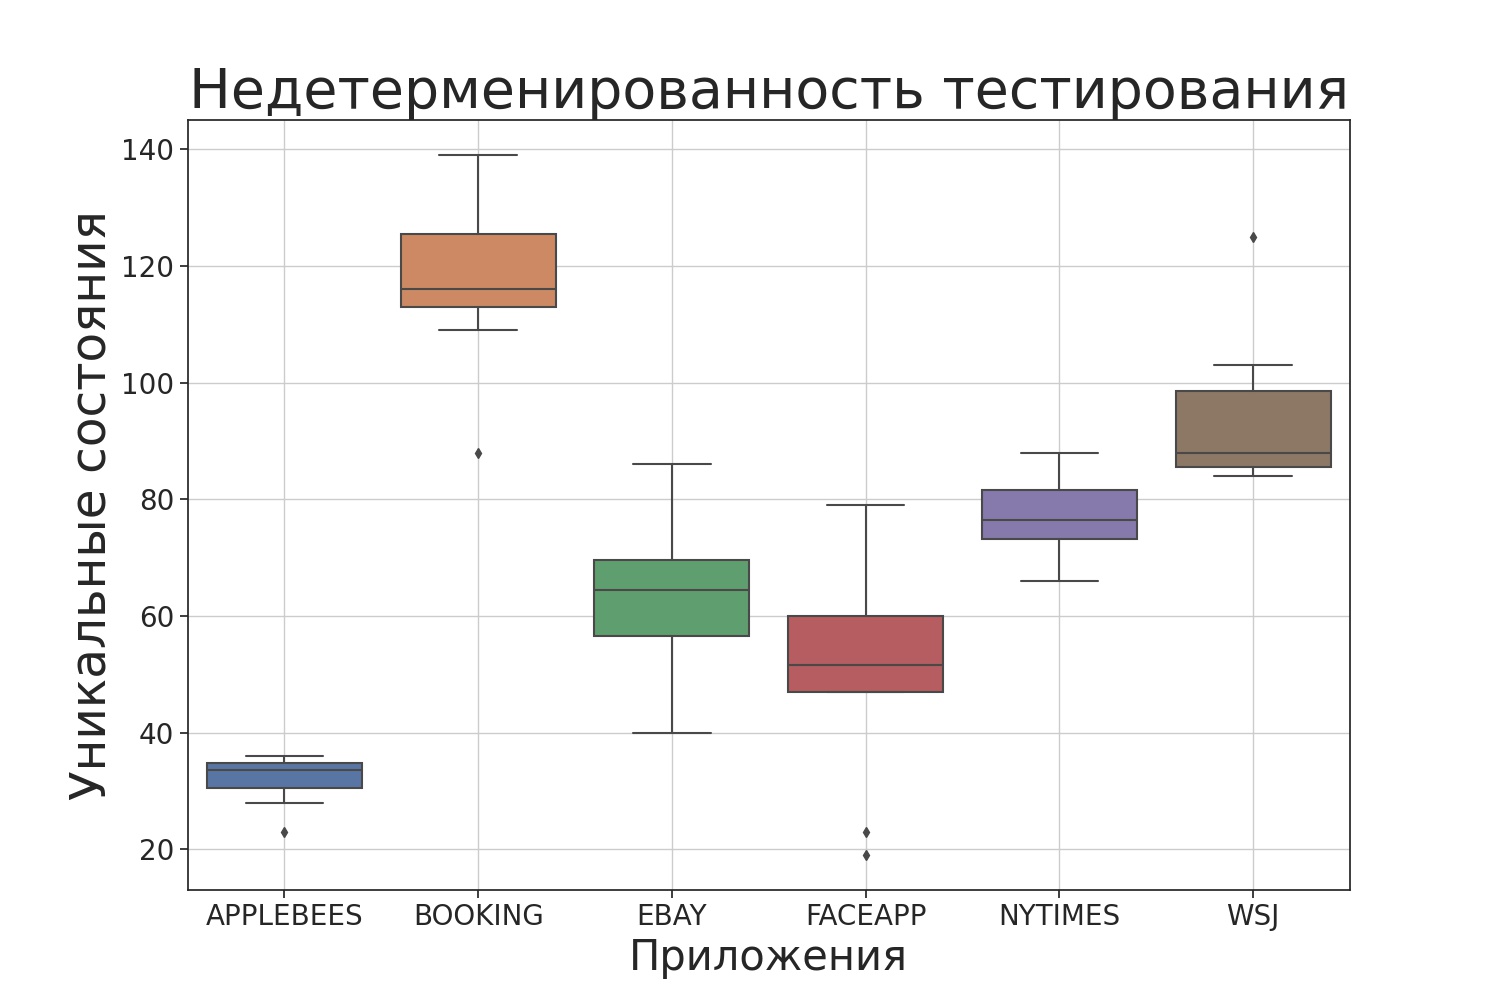 Недетерменированность тестирования
Уникальные состояния
140
120
100
80
60
40
20
APPLEBEES BOOKING EBAY FACEAPP NYTIMES WSJ
Приложения